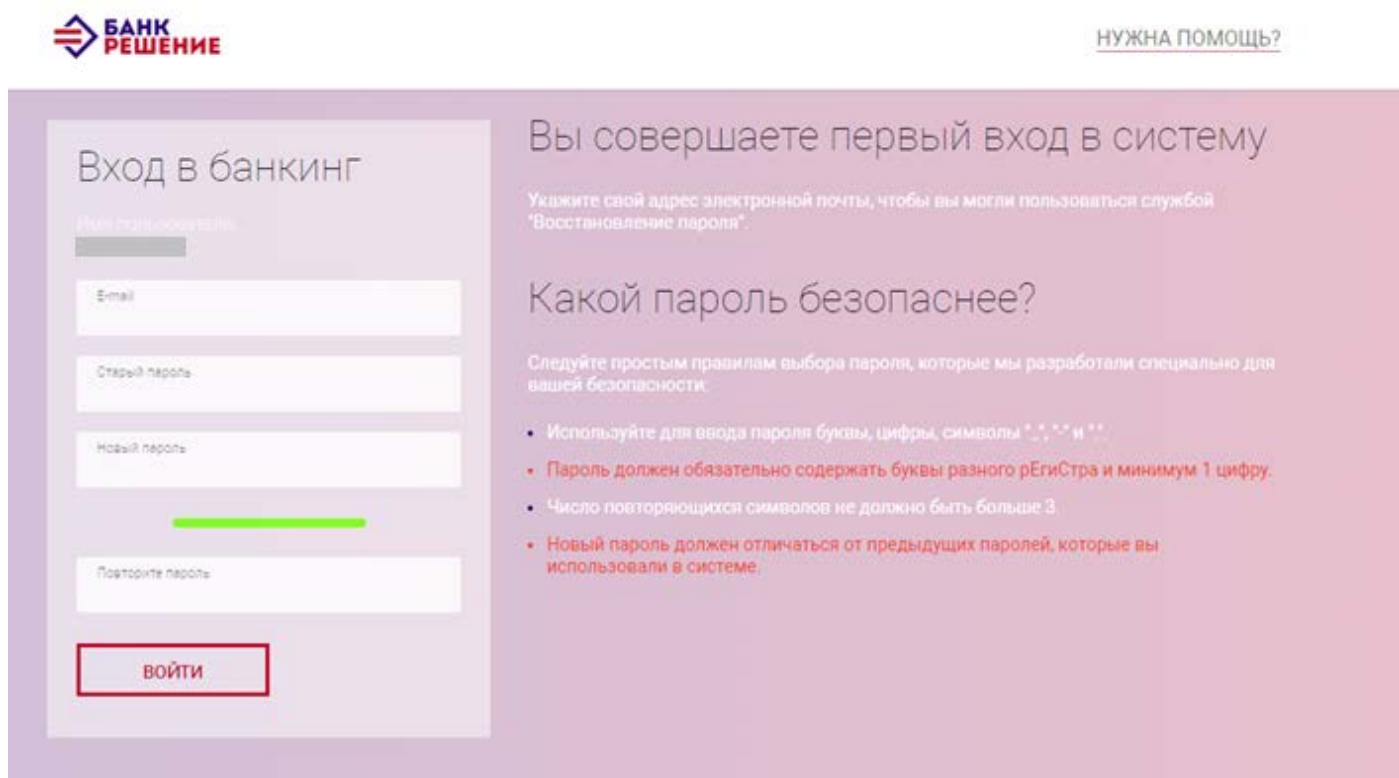 БАНК
РЕШЕНИЕ
НУЖНА ПОМОЩЬ?
Вход в банкинг
Имя пользователя:
E-mail
Старый пароль
Новый пароль
Повторите пароль
ВОЙТИ
Вы совершаете первый вход в систему
Укажите свой адрес электронной почты, чтобы вы могли пользоваться службой
"Восстановление пароля".
Какой пароль безопаснее?
Следуйте простым правилам выбора пароля, которые мы разработали специально для
вашей безопасности:
• Используйте для ввода пароля буквы, цифры, символы "_", "-" и ".".
• Пароль должен обязательно содержать буквы разного рЕгиСтра и минимум 1 цифру.
• Число повторяющихся символов не должно быть больше 3.
• Новый пароль должен отличаться от предыдущих паролей, которые вы
использовали в системе.